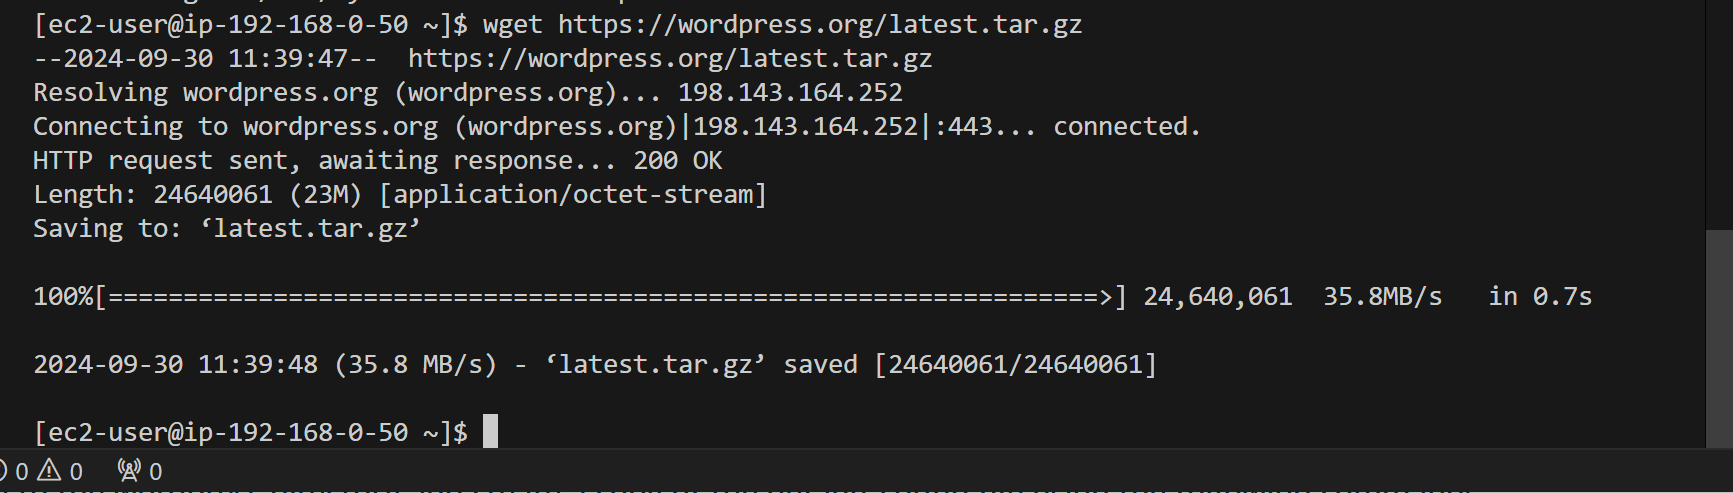 [ec2-user@ip-192-168-0-50 ~]$ wget https://wordpress.org/latest.tar.gz
--2024-09-30 11:39:47--  https://wordpress.org/latest.tar.gz
Resolving wordpress.org (wordpress.org)... 198.143.164.252
Connecting to wordpress.org (wordpress.org)|198.143.164.252|:443... connected.
HTTP request sent, awaiting response... 200 OK
Length: 24640061 (23M) [application/octet-stream]
Saving to: ‘latest.tar.gz’
100%[==================================================================>] 24,640,061  35.8MB/s   in 0.7s
2024-09-30 11:39:48 (35.8 MB/s) - ‘latest.tar.gz’ saved [24640061/24640061]
[ec2-user@ip-192-168-0-50 ~]$
0 0 0